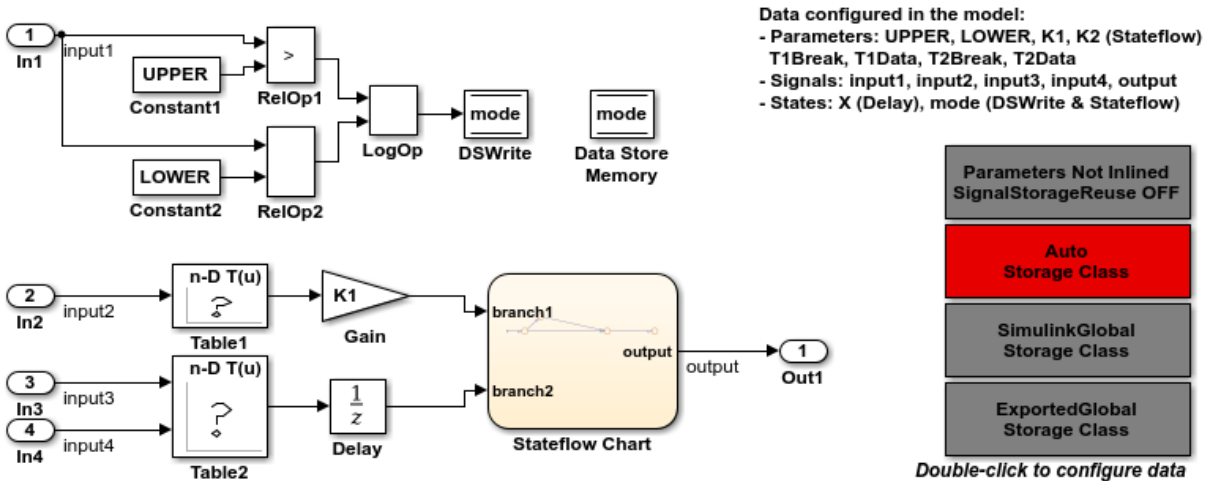 1
In1
input1
UPPER
Constant1
>
RelOp1
LOWER
Constant2
RelOp2
LogOp
mode
DSWrite
mode
Data Store
Memory
Data configured in the model:
- Parameters: UPPER, LOWER, K1, K2 (Stateflow)
T1Break, T1Data, T2Break, T2Data
- Signals: input1, input2, input3, input4, output
- States: X (Delay), mode (DSWrite & Stateflow)
Parameters Not Inlined
SignalStorageReuse OFF
Auto
Storage Class
SimulinkGlobal
Storage Class
ExportedGlobal
Storage Class
Double-click to configure data
2
In2
input2
n-D T(u)
?
Table1
K1
Gain
3
In3
input3
4
In4
input4
n-D T(u)
?
Table2
1
z
Delay
branch1
branch2
output
Stateflow Chart
output
1
Out1